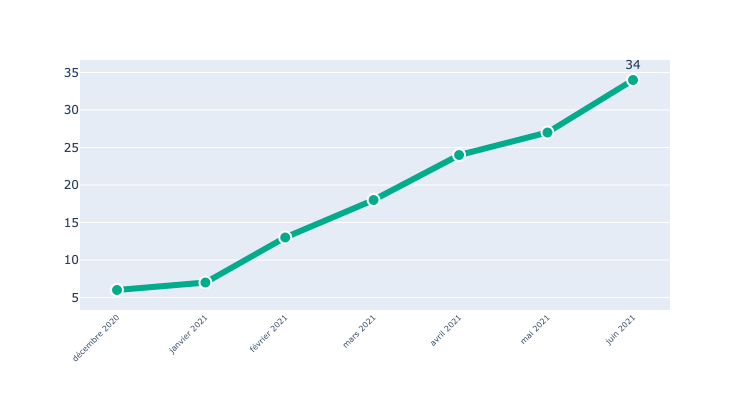 34
35
30
25
20
15
10
5
décembre 2020
janvier 2021
février 2021
mars 2021
avril 2021
mai 2021
juin 2021